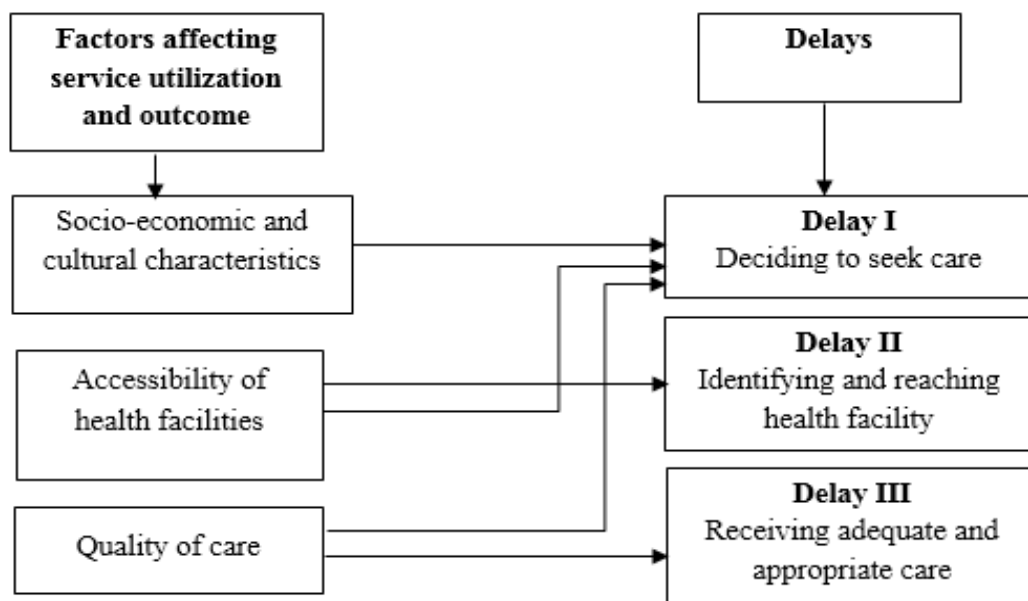 Factors affecting
service utilization
and outcome
Delays
Socio-economic and
cultural characteristics
Delay I
Deciding to seek care
Accessibility of
health facilities
Delay II
Identifying and reaching
health facility
Quality of care
Delay III
Receiving adequate and
appropriate care